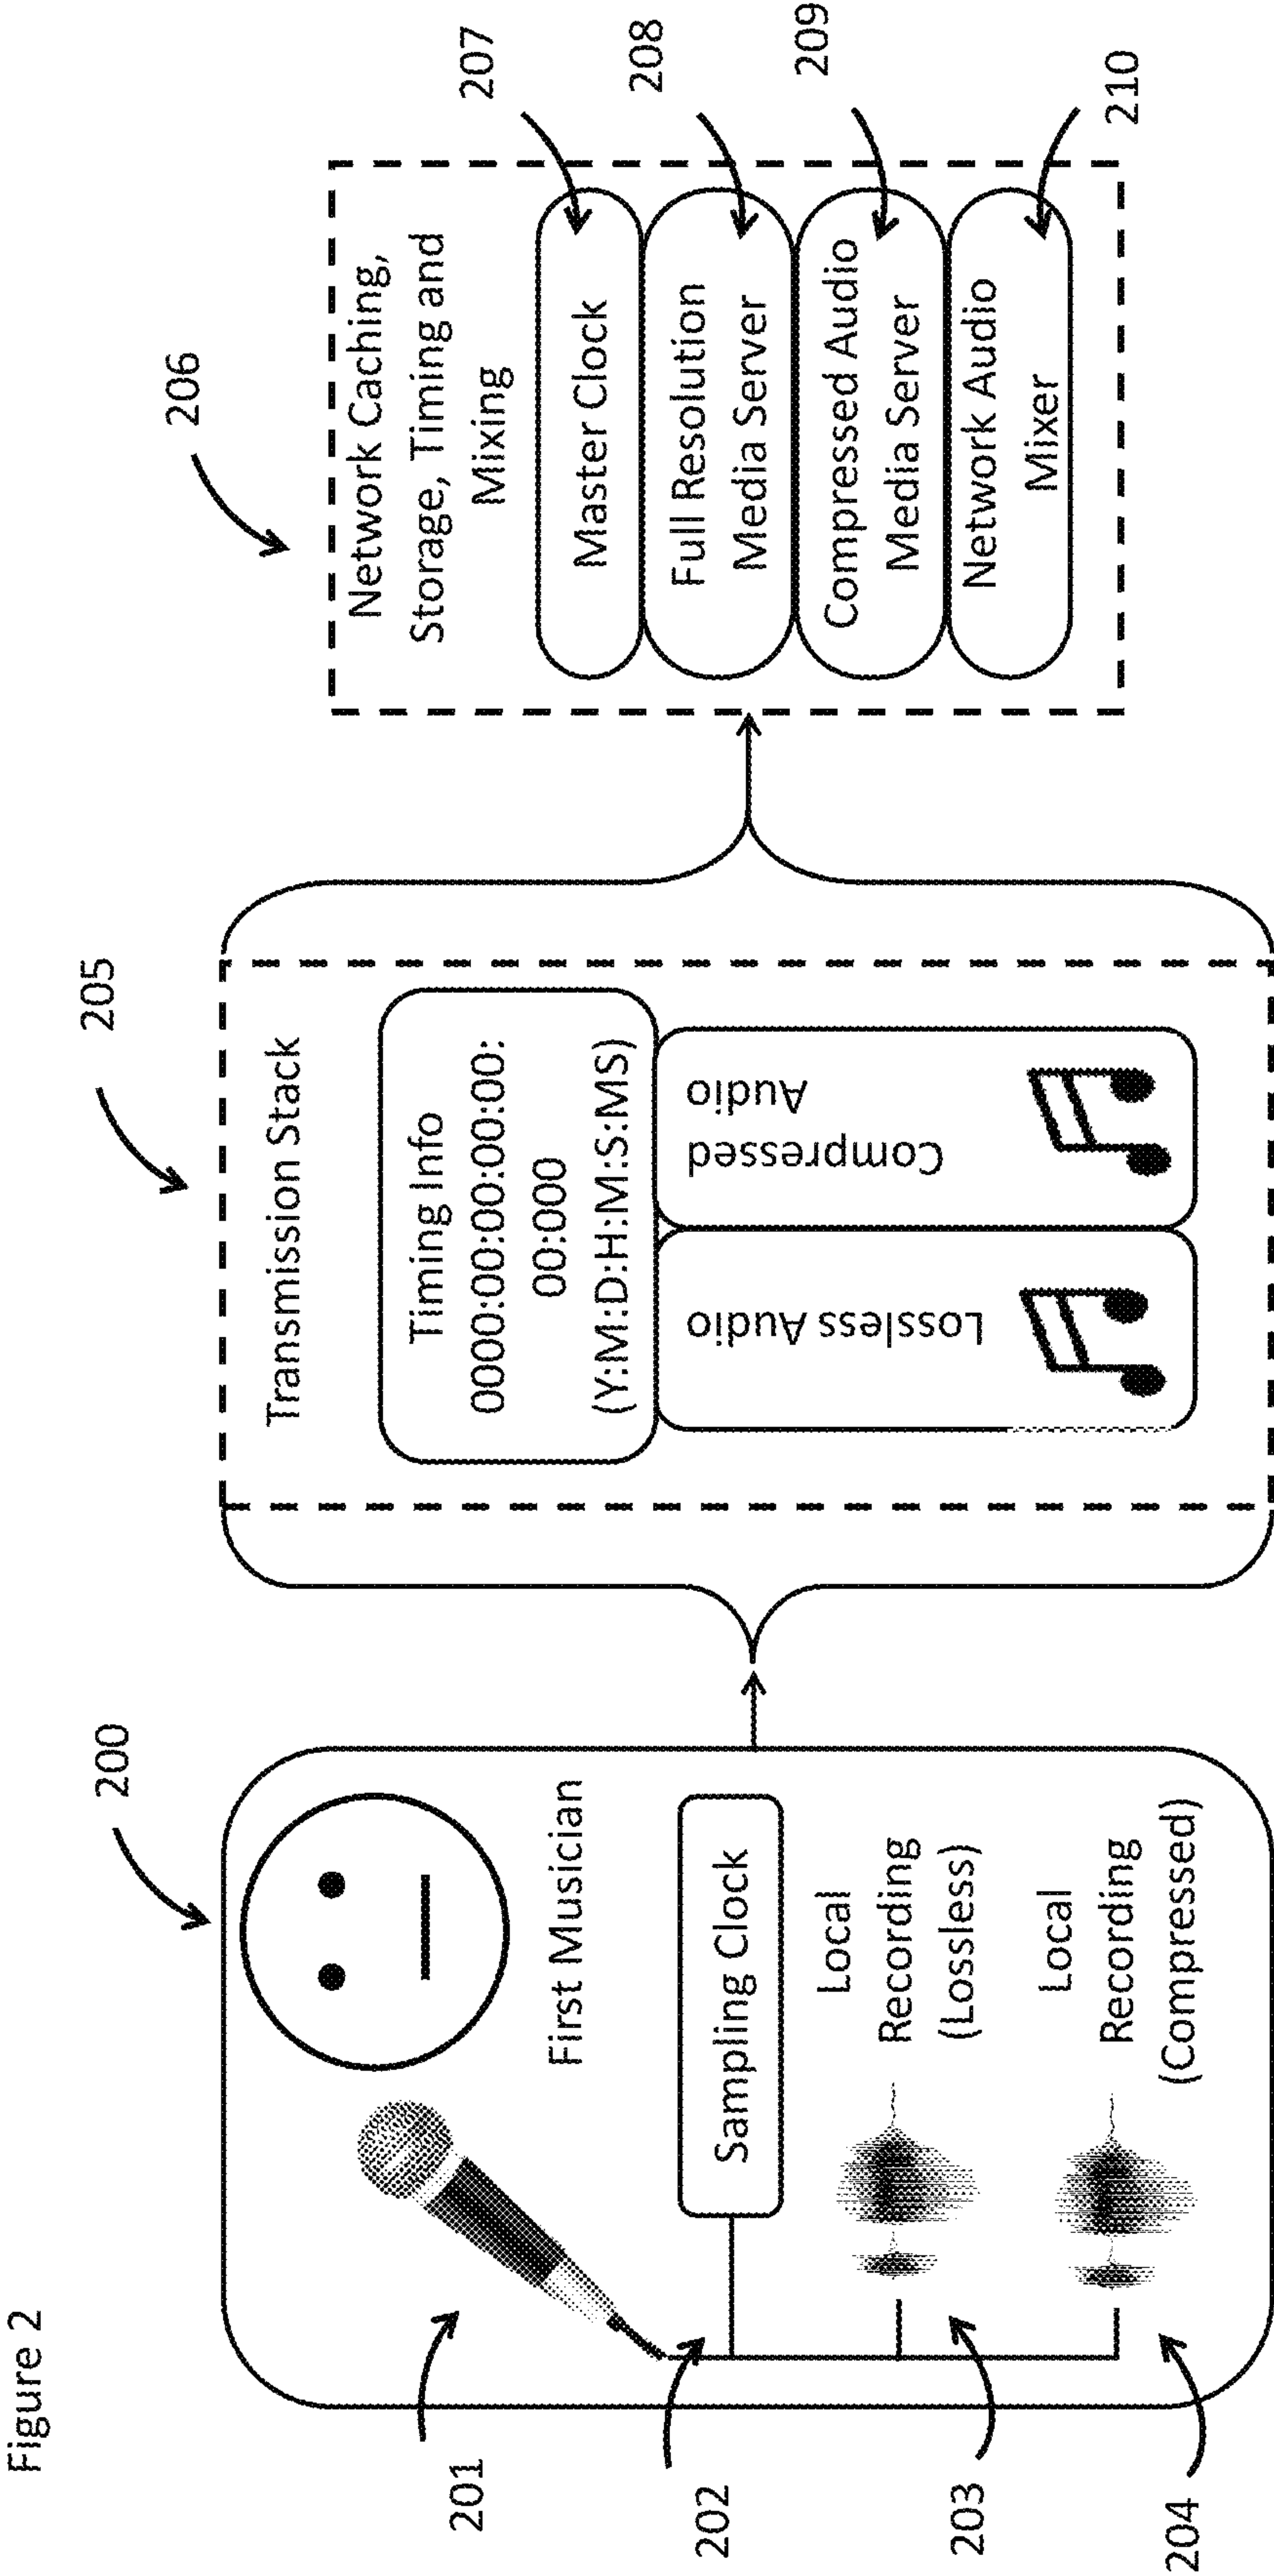 Figure 2
200
201
First Musician
202
Sampling Clock
203
Local
Recording
(Lossless)
204
Local
Recording
(Compressed)
205
Transmission Stack
Timing Info
0000:00:00:00:00:
00:000
(Y:M:D:H:M:S:MS)
Lossless Audio
Compressed
Audio
206
Network Caching,
Storage, Timing and
Mixing
207
Master Clock
208
Full Resolution
Media Server
209
Compressed Audio
Media Server
210
Network Audio
Mixer